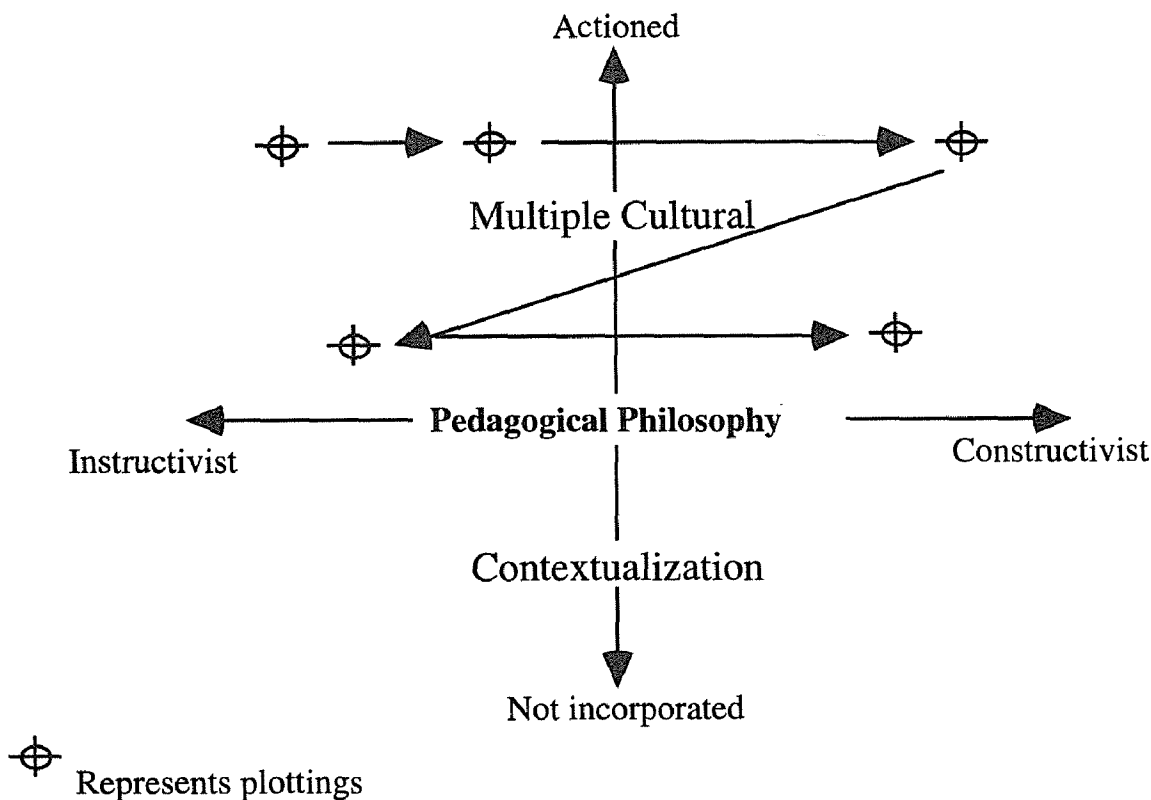 Actioned
Multiple Cultural
Pedagogical Philosophy
Instructivist
Constructivist
Contextualization
Not incorporated
Represents plottings